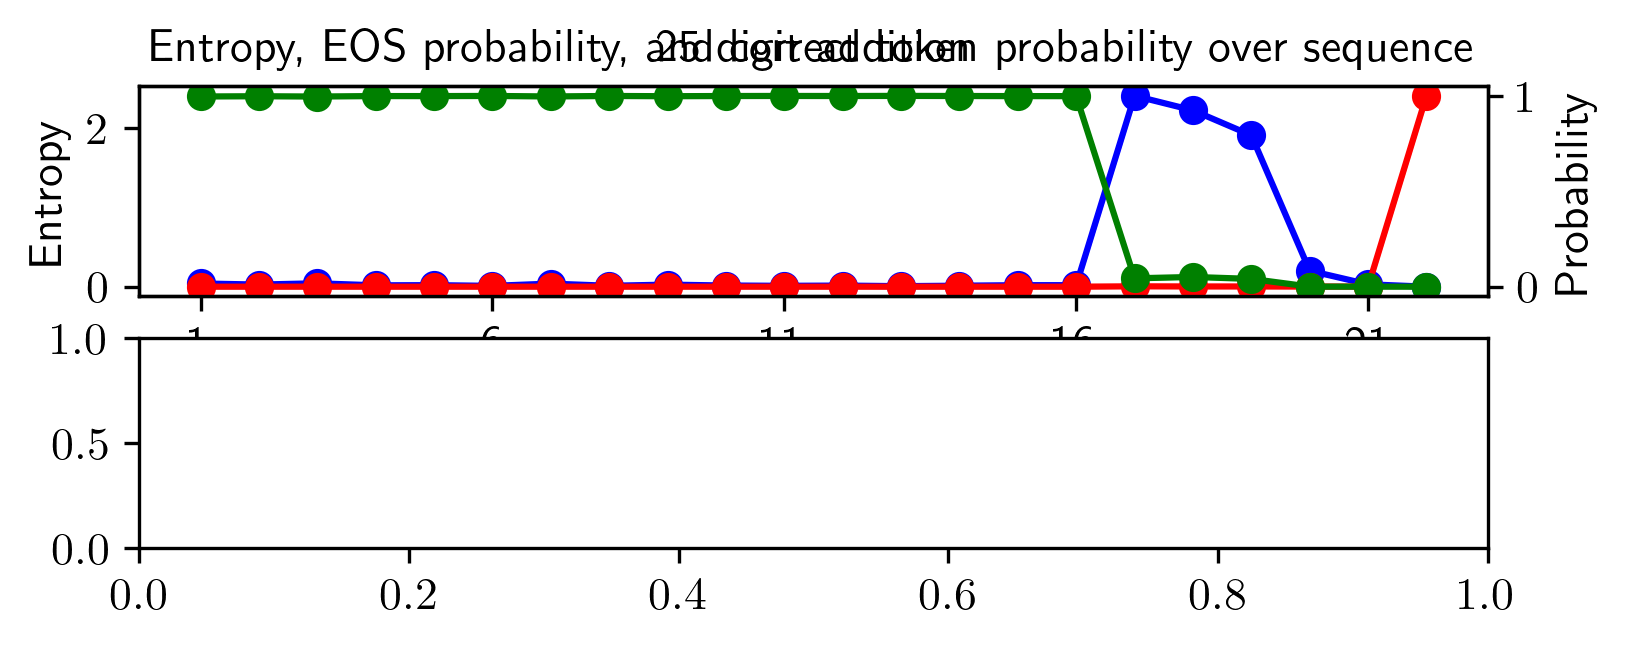 Entropy, EOS probability, and correct token probability over sequence
25 digit addition
Entropy
2
0
1
0
Probability
1 6 11 16 21
1.0
0.5
0.0
0.0 0.2 0.4 0.6 0.8 1.0